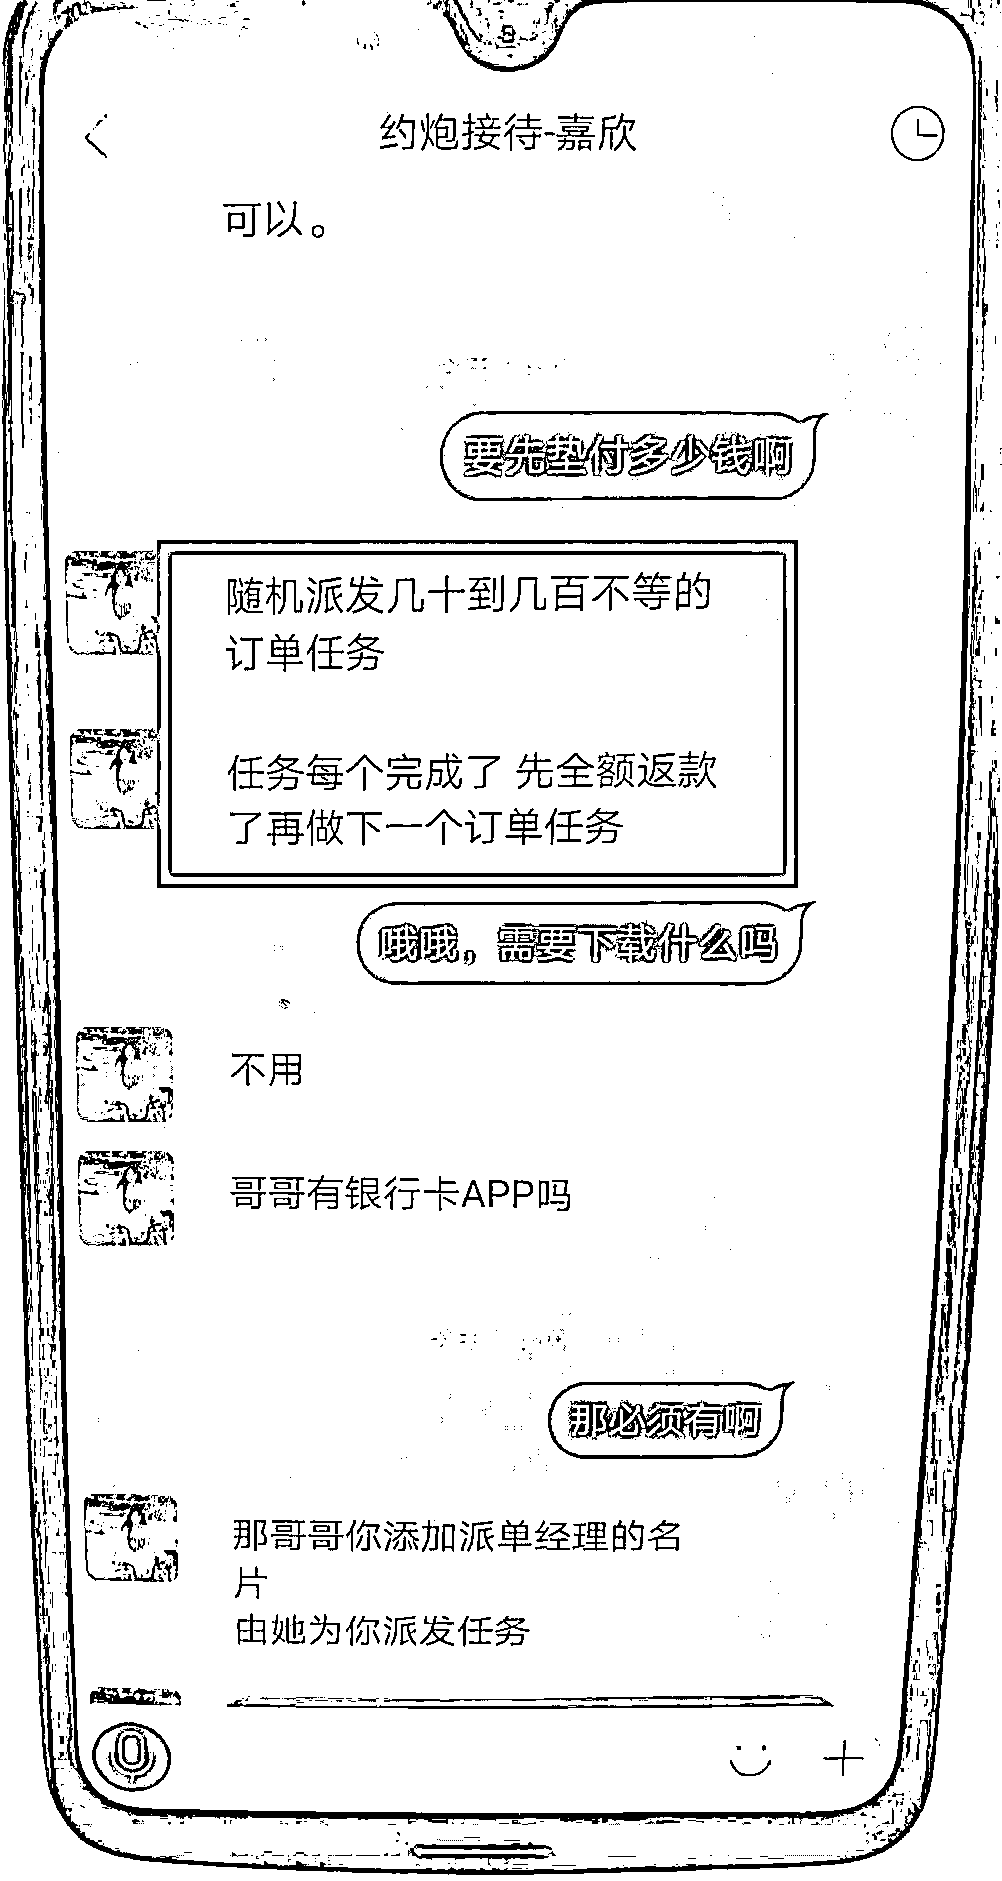 约炮接待-嘉欣
可以。
要先垫付多少钱啊
随机派发几十到几百不等的
订单任务
任务每个完成了 先全额返款
了再做下一个订单任务
哦哦，需要下载什么吗
不用
哥哥有银行卡APP吗
那必须有啊
那哥哥你添加派单经理的名
片
由她为你派发任务